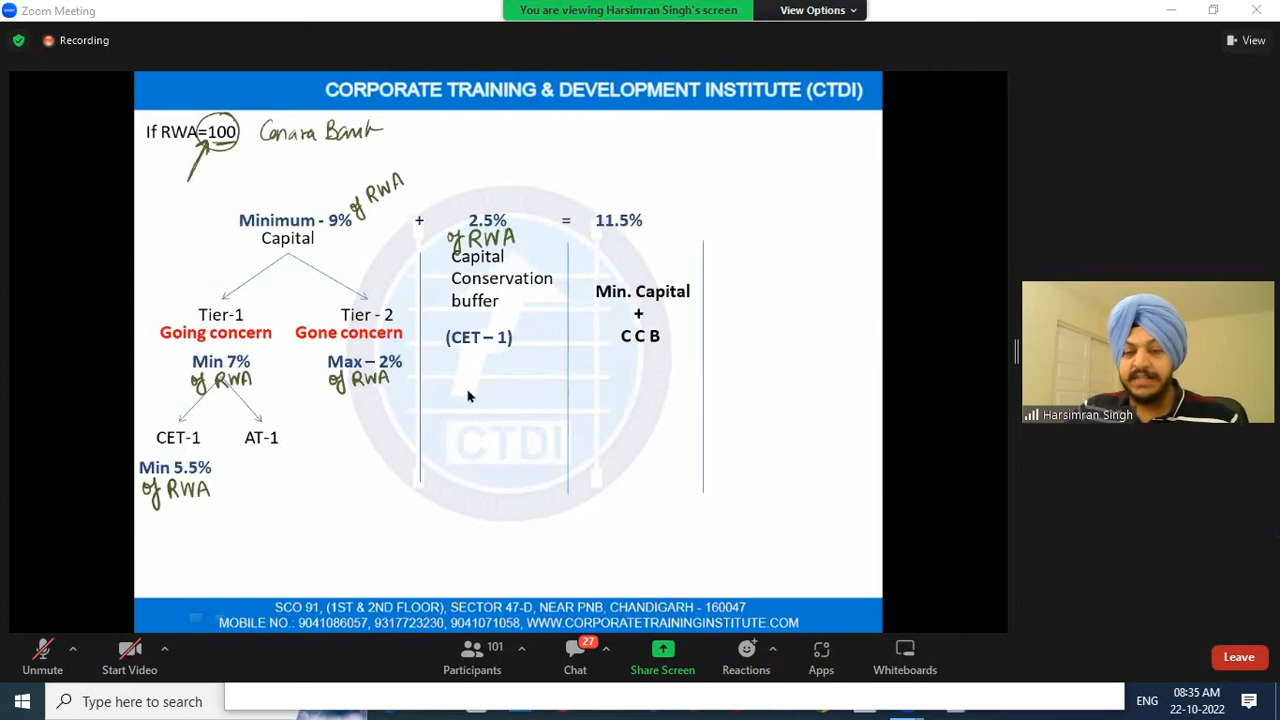 Zoom Meeting
You are viewing Harsimran Singh's screen
View Options
Recording
View
CORPORATE TRAINING & DEVELOPMENT INSTITUTE (CTDI)
If RWA=100 Canara Bank
Minimum - 9% of RWA + 2.5% = 11.5%
of RWA
Capital
Capital
Conservation
buffer
(CET – 1)
Min. Capital
+
C C B
Tier-1
Going concern
Min 7%
of RWA
Tier - 2
Gone concern
Max – 2%
of RWA
CET-1
AT-1
Min 5.5%
of RWA
CTDI
Harsimran Singh
SCO 91, (1ST & 2ND FLOOR), SECTOR 47-D, NEAR PNB, CHANDIGARH - 160047
MOBILE NO.: 9041086057, 9317723230, 9041071058, WWW.CORPORATETRAININGINSTITUTE.COM
Unmute
Start Video
101
Participants
27
Chat
Share Screen
Reactions
Apps
Whiteboards
Leave
Type here to search
ENG
08:35 AM
22-10-2022